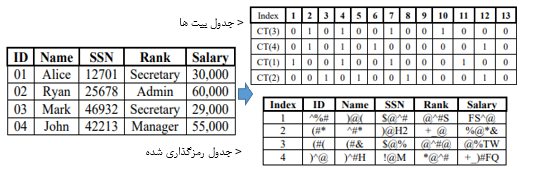 جدول پیت ها >
Index 1 2 3 4 5 6 7 8 9 10 11 12 13
CT(3) 0 1 0 1 0 0 1 0 0 1 0 0 0
CT(4) 0 1 0 1 0 1 0 0 0 0 0 1 0
CT(1) 1 0 0 1 0 0 1 0 0 0 1 0 0
CT(2) 0 0 1 0 1 0 0 1 0 0 0 1 0
ID Name SSN Rank Salary
01 Alice 12701 Secretary 30,000
02 Ryan 25678 Admin 60,000
03 Mark 46932 Secretary 29,000
04 John 42213 Manager 55,000
جدول رمزگذاری شده >
Index ID Name SSN Rank Salary
1 ^%# )@( $@^# @^#S FS^@
2 (#* ^#* )@H2 +_@ %@*&
3 (#( (#& $@% @^#@ @%TW
4 )^@ )^#H !@M *@^# +_)#FQ